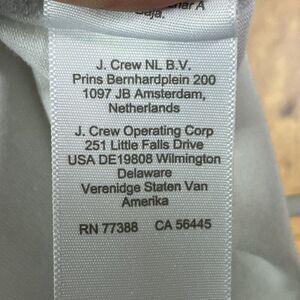 J. Crew NL B.V.
Prins Bernhardplein 200
1097 JB Amsterdam,
Netherlands
J. Crew Operating Corp
251 Little Falls Drive
USA DE19808 Wilmington
Delaware
Verenidge Staten Van
Amerika
RN 77388 CA 56445